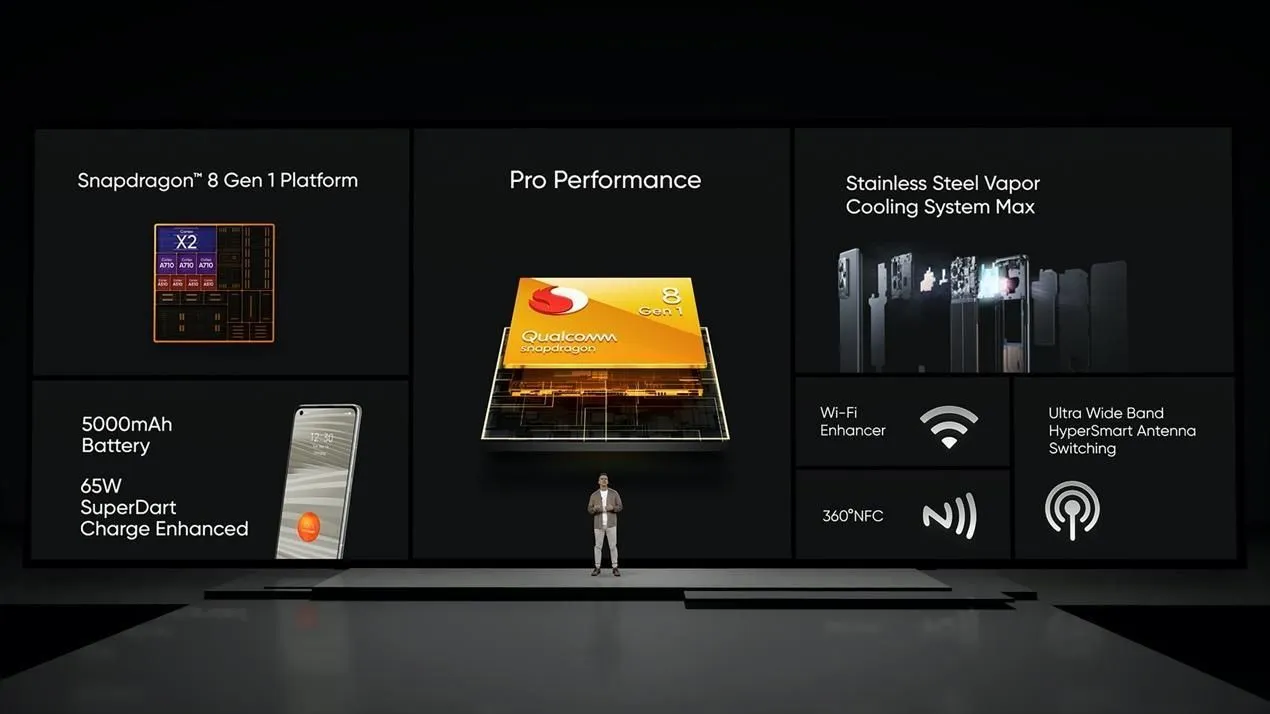 Snapdragon™ 8 Gen 1 Platform
Cortex
X2
Cortex Cortex Cortex
A710 A710 A710
Cortex Cortex Cortex Cortex
A510 A510 A510 A510
5000mAh
Battery
65W
SuperDart
Charge Enhanced
12:30
Pro Performance
8
Gen 1
Qualcomm
snapdragon
Stainless Steel Vapor
Cooling System Max
Wi-Fi
Enhancer
360°NFC
Ultra Wide Band
HyperSmart Antenna
Switching